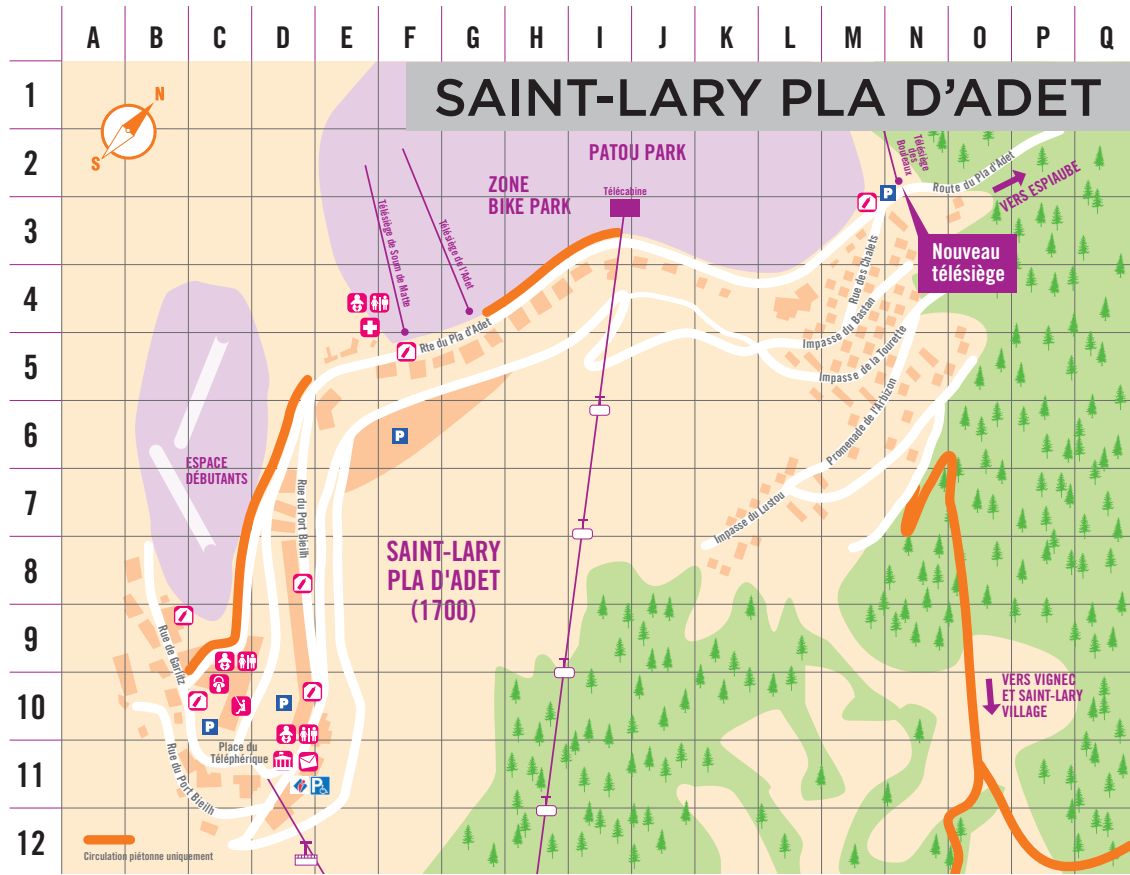 A B C D E F G H I J K L M N O P Q
1
2
3
4
5
6
7
8
9
10
11
12
SAINT-LARY PLA D'ADET
N
S
PATOU PARK
ZONE
BIKE PARK
Télécabine
Télésiège
des
Bouleaux
Route du Pla d'Adet
VERS ESPIAUBE
P
Nouveau
télésiège
Télésiège de Soum de Matte
Télésiège de l'Adet
Rte du Pla d'Adet
Rue des Chalets
Impasse du Bastan
Impasse de la Tourette
Promenade de l'Arbizon
Impasse du Lustou
P
ESPACE
DÉBUTANTS
Rue du Port Bieilh
SAINT-LARY
PLA D'ADET
(1700)
Rue de Garlitz
P
P
Place du
Téléphérique
Rue du Port Bieilh
P
VERS VIGNEC
ET SAINT-LARY
VILLAGE
Circulation piétonne uniquement